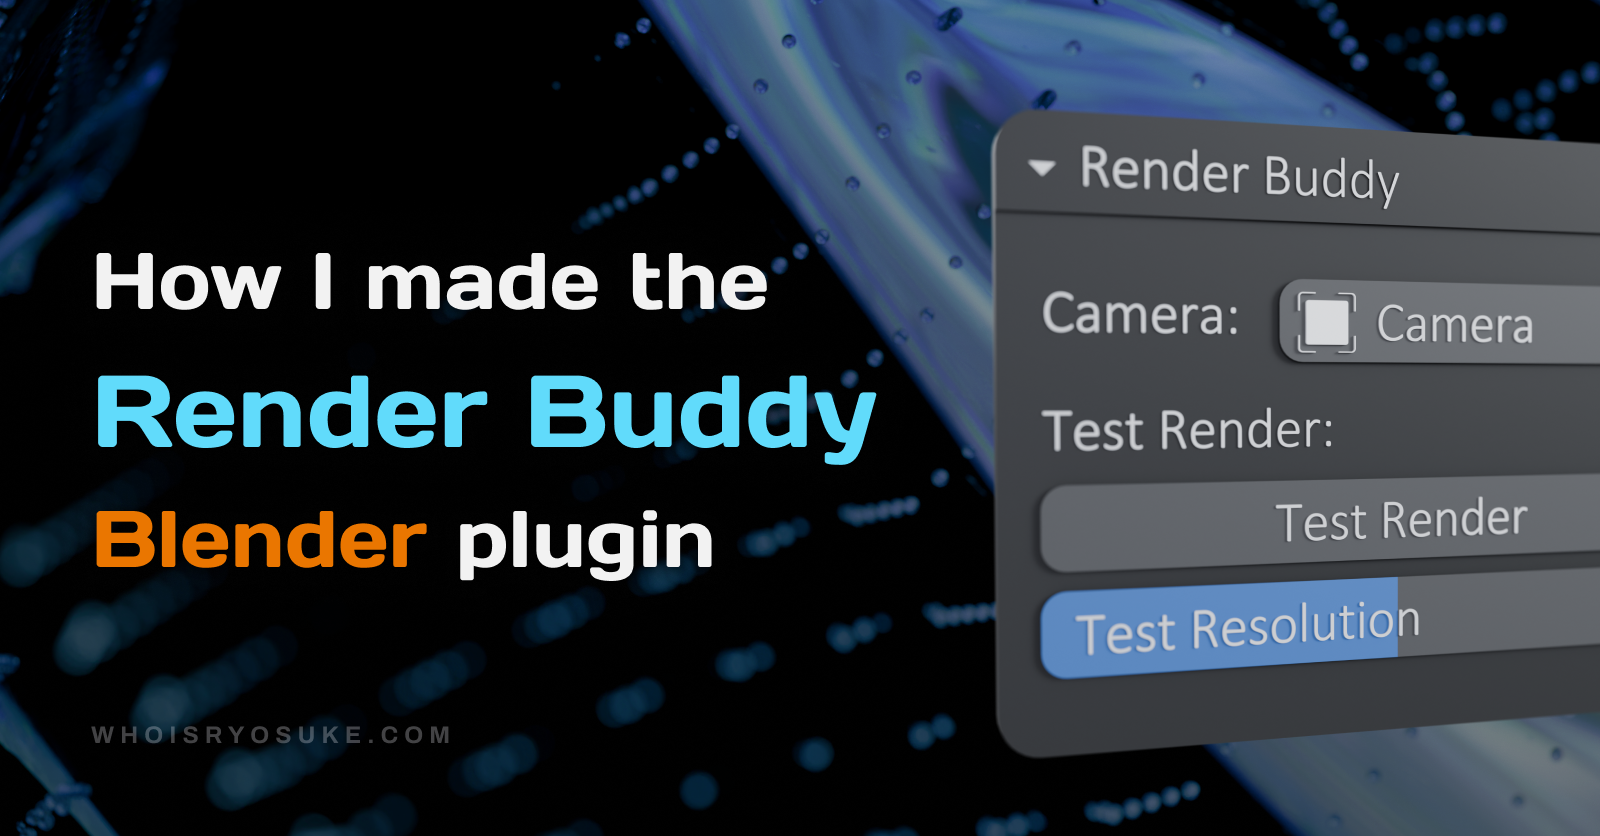 How I made the
Render Buddy
Blender plugin
WHOISRYOSUKE.COM
Render Buddy
Camera: Camera
Test Render:
Test Render
Test Resolution